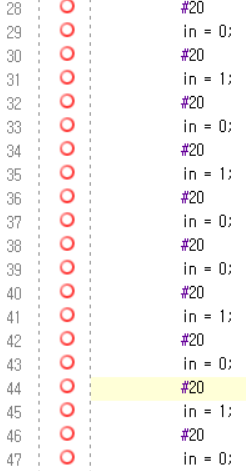 28 #20
29 in = 0;
30 #20
31 in = 1;
32 #20
33 in = 0;
34 #20
35 in = 1;
36 #20
37 in = 0;
38 #20
39 in = 0;
40 #20
41 in = 1;
42 #20
43 in = 0;
44 #20
45 in = 1;
46 #20
47 in = 0;